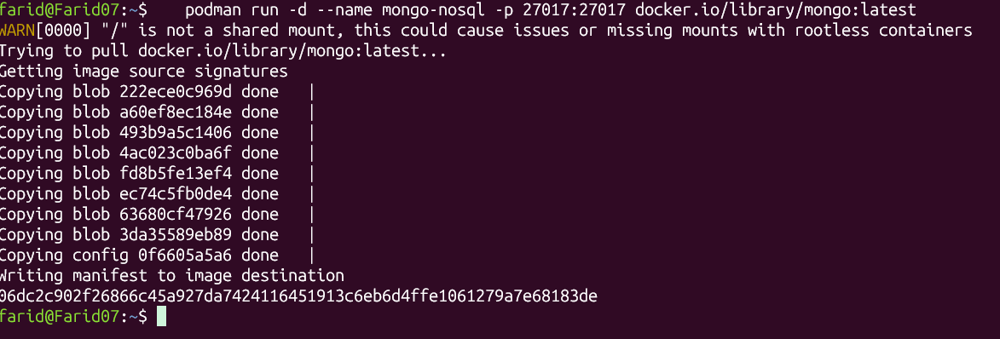 farid@Farid07:~$    podman run -d --name mongo-nosql -p 27017:27017 docker.io/library/mongo:latest
WARN[0000] "/" is not a shared mount, this could cause issues or missing mounts with rootless containers
Trying to pull docker.io/library/mongo:latest...
Getting image source signatures
Copying blob 222ece0c969d done   |
Copying blob a60ef8ec184e done   |
Copying blob 493b9a5c1406 done   |
Copying blob 4ac023c0ba6f done   |
Copying blob fd8b5fe13ef4 done   |
Copying blob ec74c5fb0de4 done   |
Copying blob 63680cf47926 done   |
Copying blob 3da35589eb89 done   |
Copying config 0f6605a5a6 done   |
Writing manifest to image destination
06dc2c902f26866c45a927da7424116451913c6eb6d4ffe1061279a7e68183de
farid@Farid07:~$